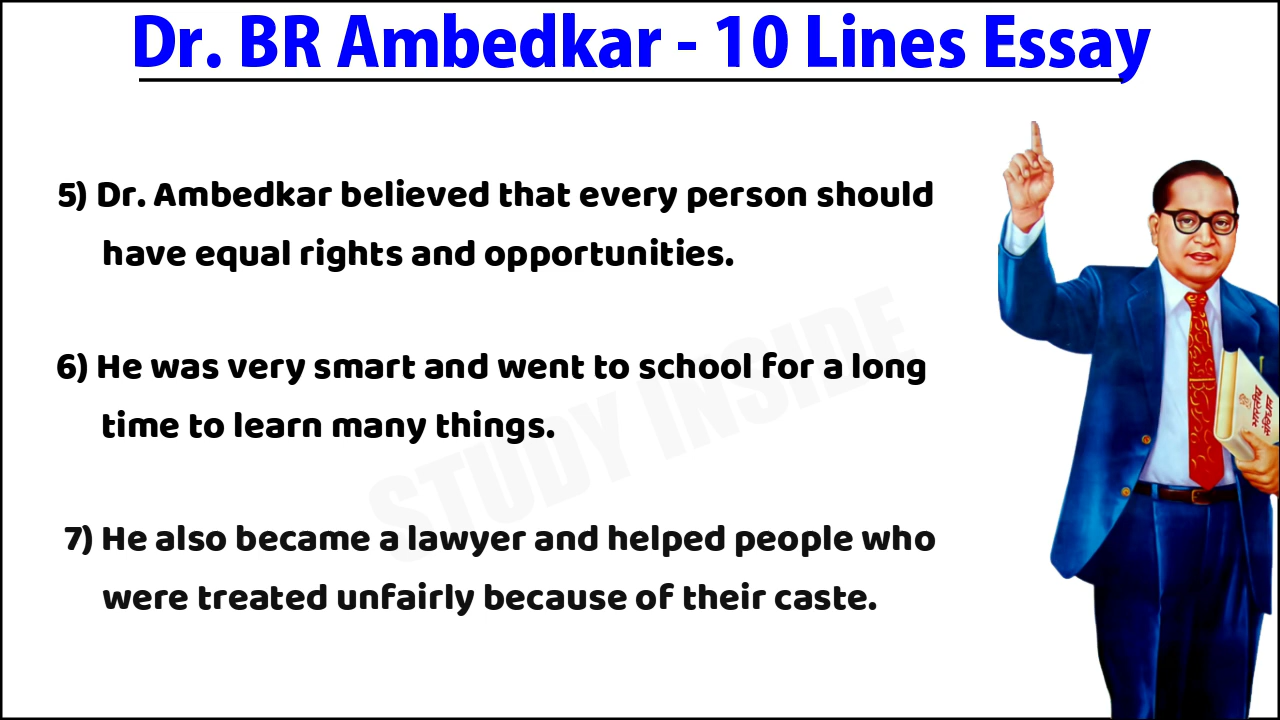 Dr. BR Ambedkar - 10 Lines Essay
5) Dr. Ambedkar believed that every person should
have equal rights and opportunities.
6) He was very smart and went to school for a long
time to learn many things.
7) He also became a lawyer and helped people who
were treated unfairly because of their caste.
STUDY INSIDE
भारतीय
संविधान